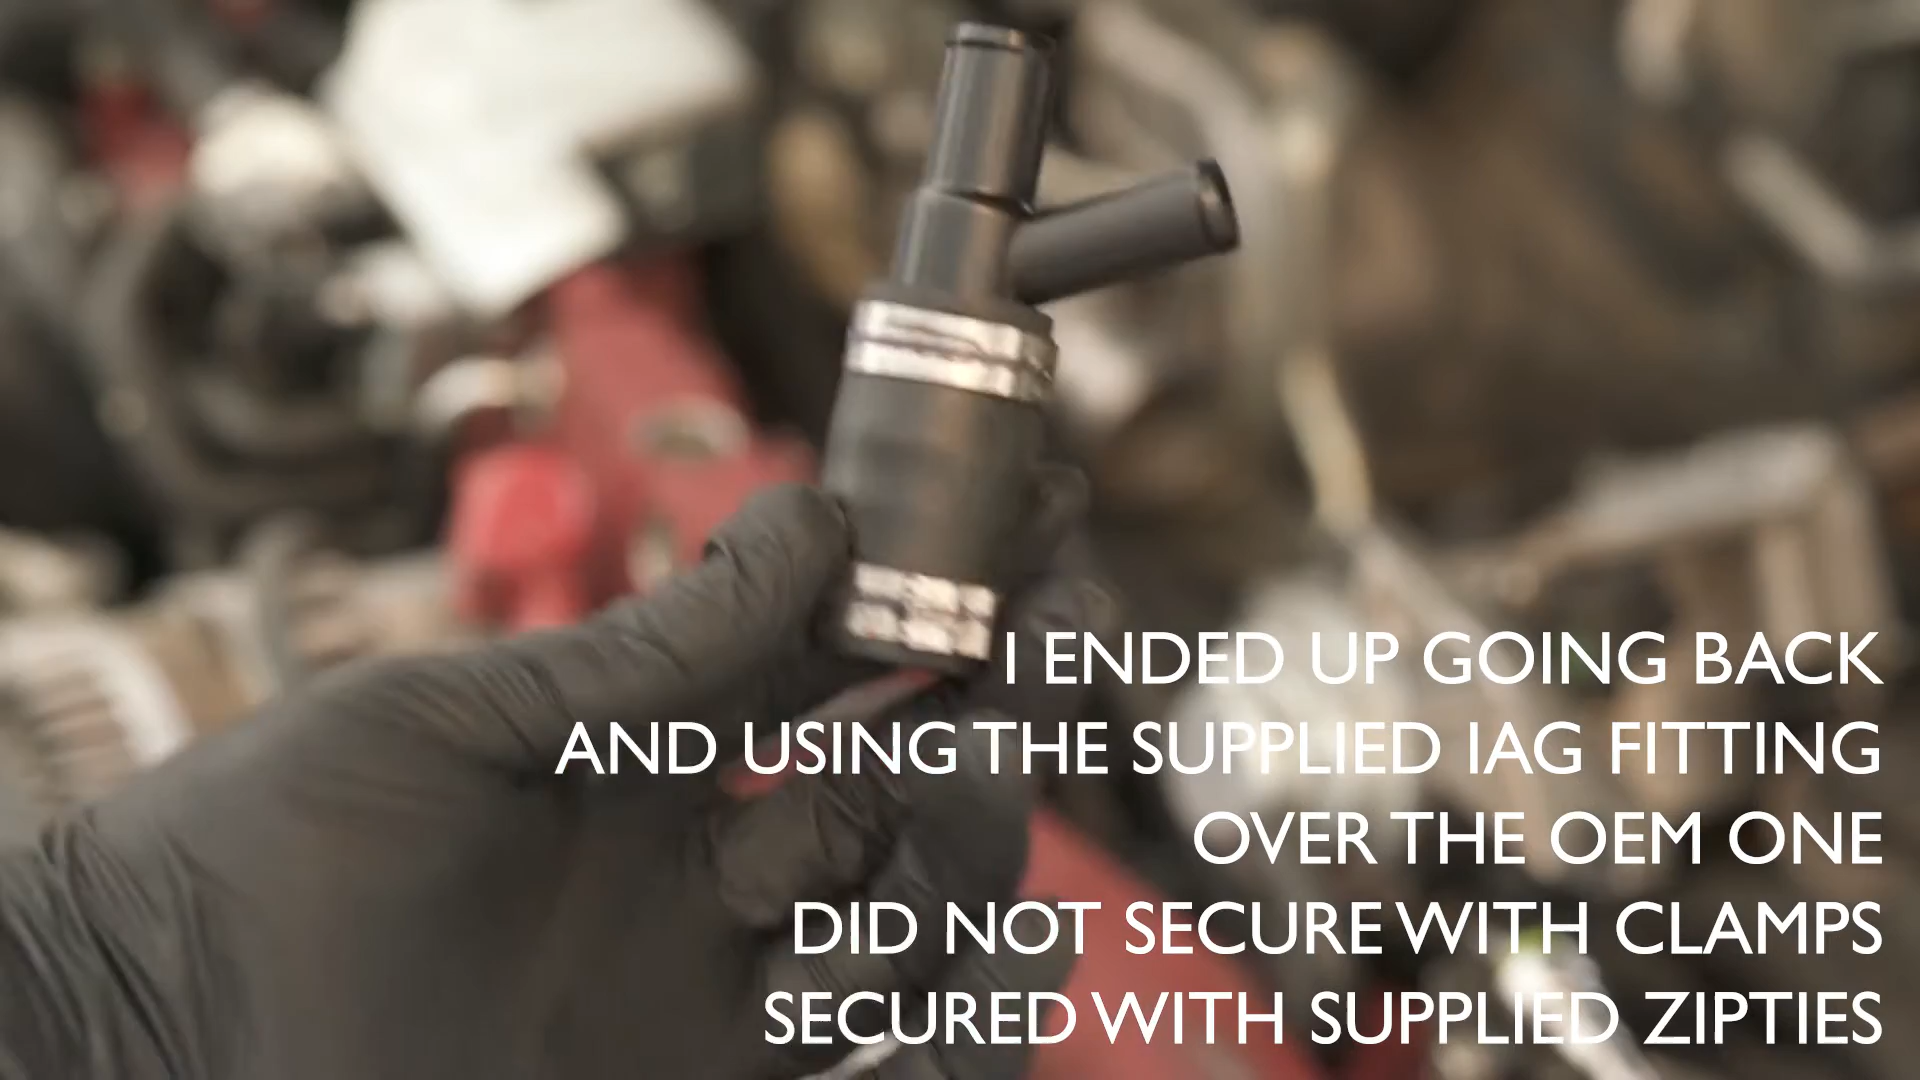 I ENDED UP GOING BACK
AND USING THE SUPPLIED IAG FITTING
OVER THE OEM ONE
DID NOT SECURE WITH CLAMPS
SECURED WITH SUPPLIED ZIPTIES